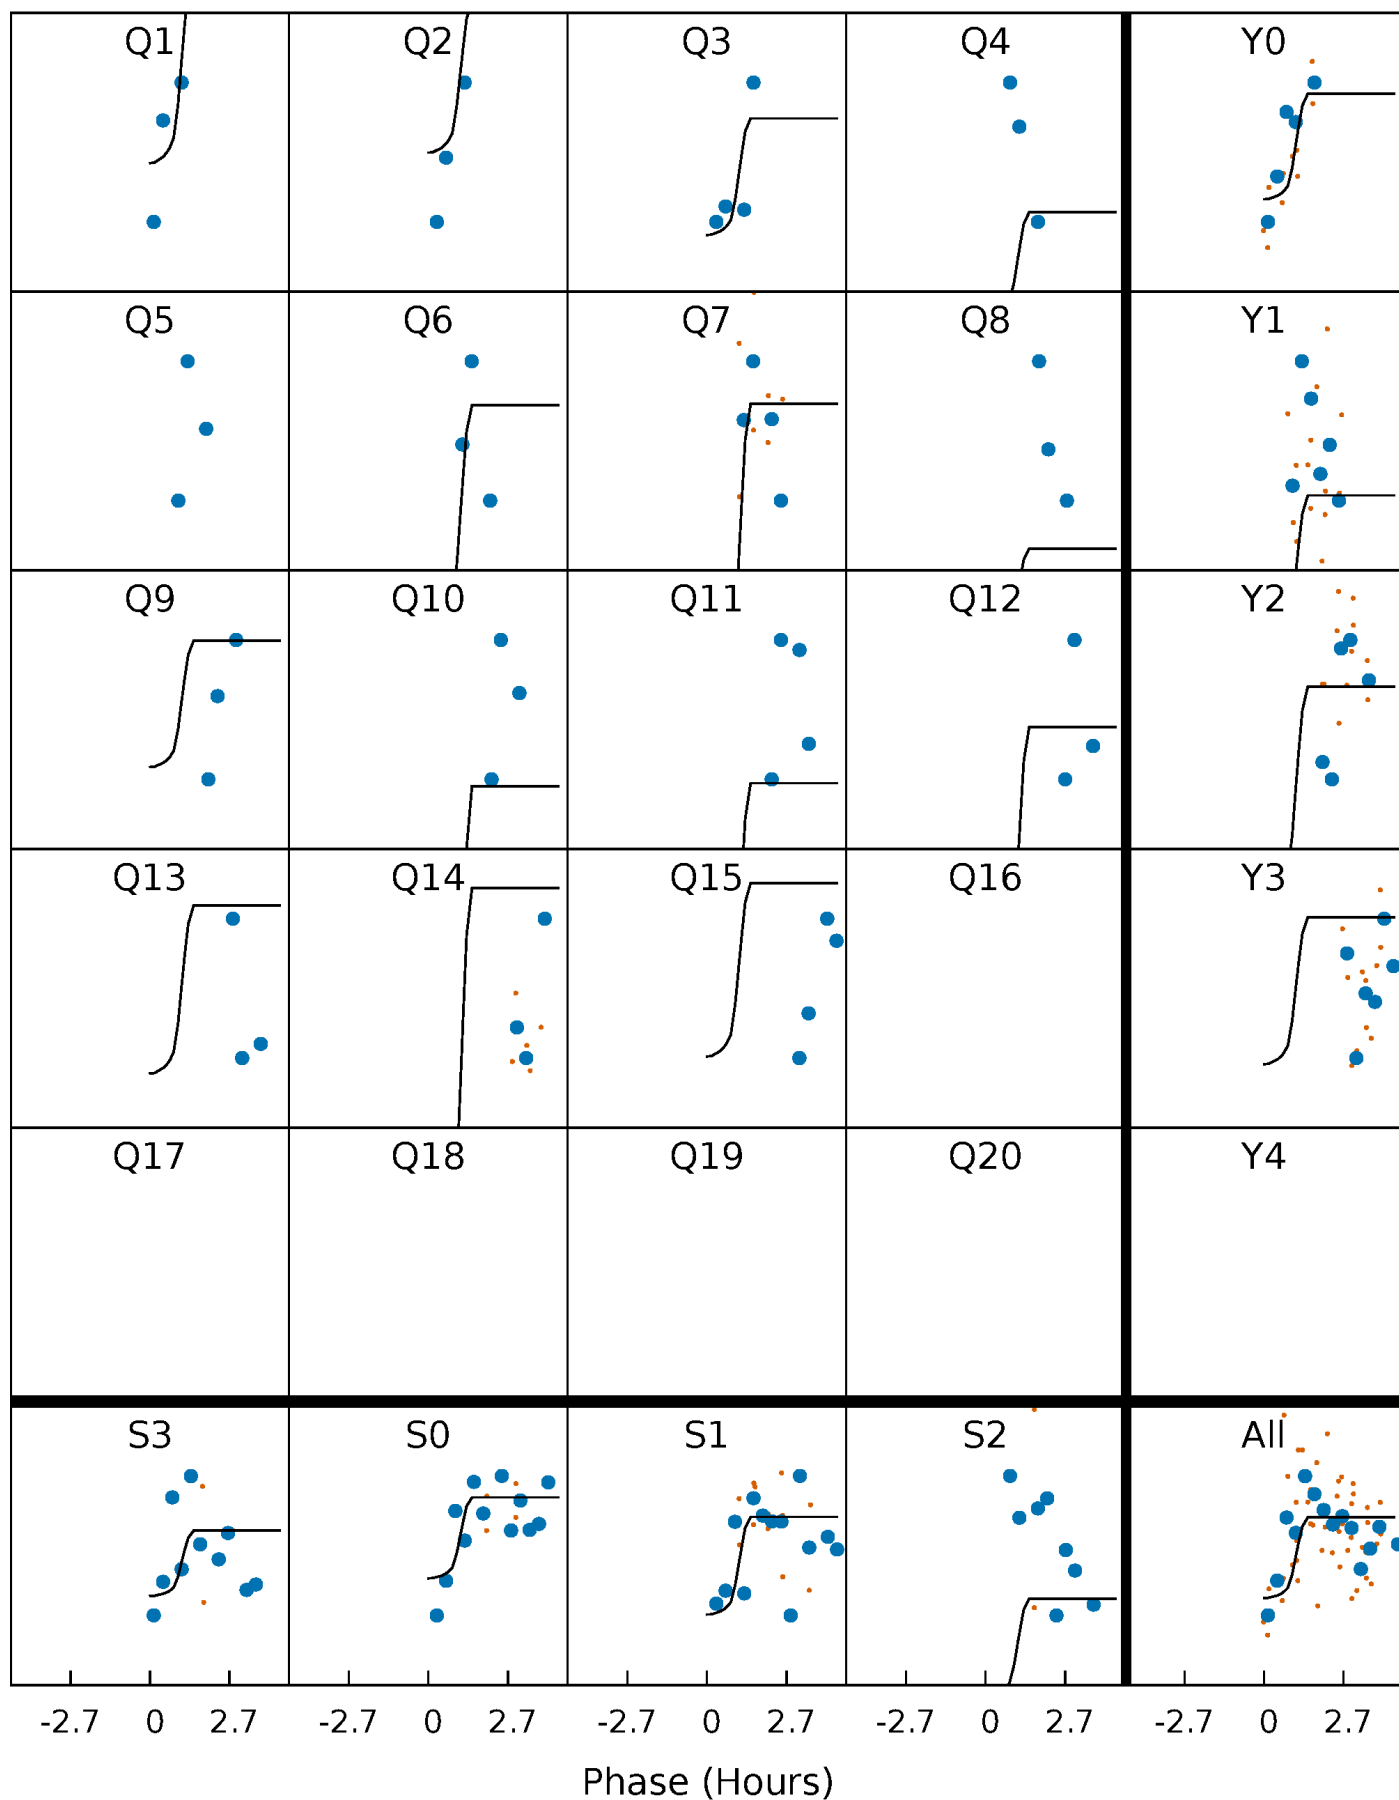 Q1 Q2 Q3 Q4 Y0
Q5 Q6 Q7 Q8 Y1
Q9 Q10 Q11 Q12 Y2
Q13 Q14 Q15 Q16 Y3
Q17 Q18 Q19 Q20 Y4
S3 S0 S1 S2 All
-2.7 0 2.7 -2.7 0 2.7 -2.7 0 2.7 -2.7 0 2.7 -2.7 0 2.7
Phase (Hours)